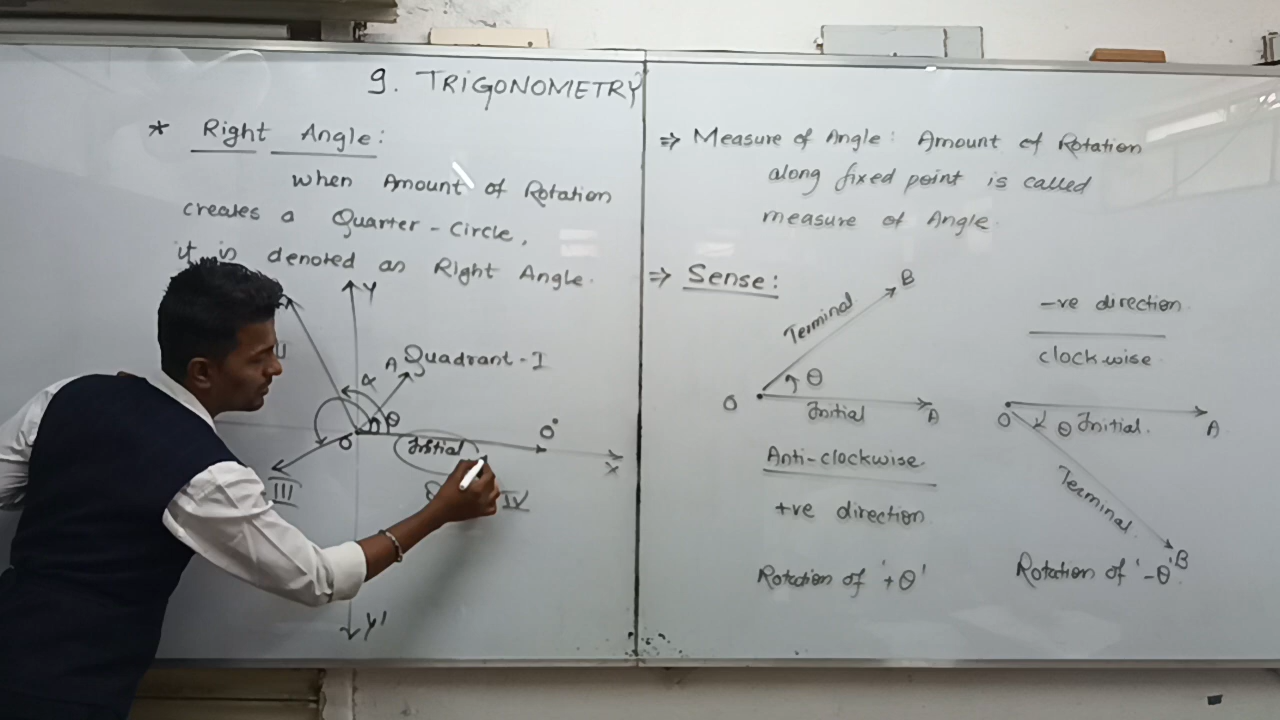 9. TRIGONOMETRY
* Right Angle:
when Amount of Rotation
creates a Quarter-Circle,
it is denoted as Right Angle.
Y
A Quadrant-I
α
θ
O
0°
Initial
X
III
IV
Y'
⇒ Measure of Angle: Amount of Rotation
along fixed point is called
measure of Angle.
⇒ Sense:
B
Terminal
θ
O
Initial
A
Anti-clockwise
+ve direction
Rotation of '+θ'
-ve direction
clockwise
O
θ Initial.
A
Terminal
B
Rotation of '-θ'